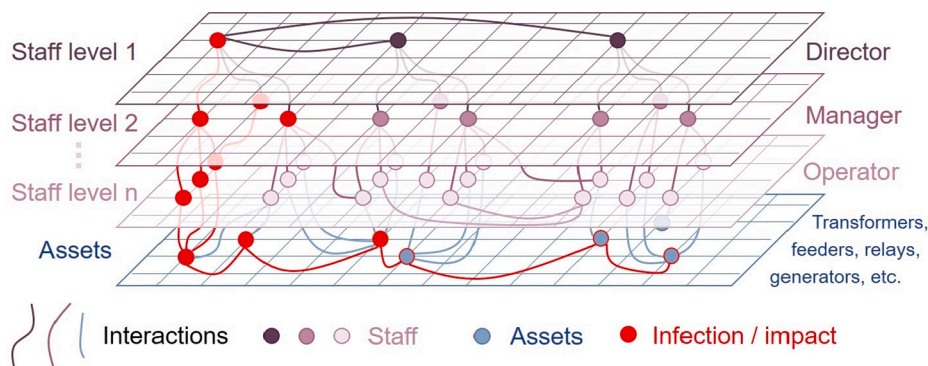 Staff level 1
Director
Staff level 2
Manager
Staff level n
Operator
Assets
Transformers,
feeders, relays,
generators, etc.
Interactions
Staff
Assets
Infection / impact